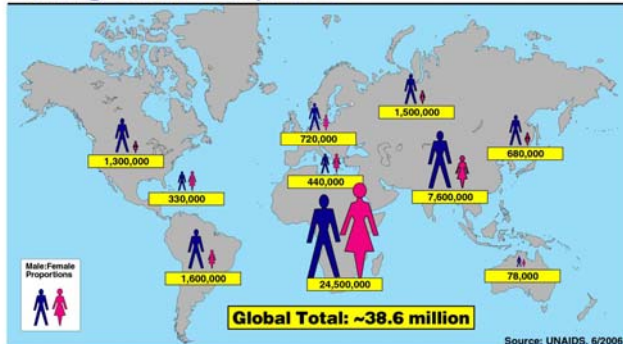 1,500,000
720,000
1,300,000
680,000
440,000
330,000
7,600,000
1,600,000
24,500,000
78,000
Male:Female
Proportions
Global Total: ~38.6 million
Source: UNAIDS, 6/2006